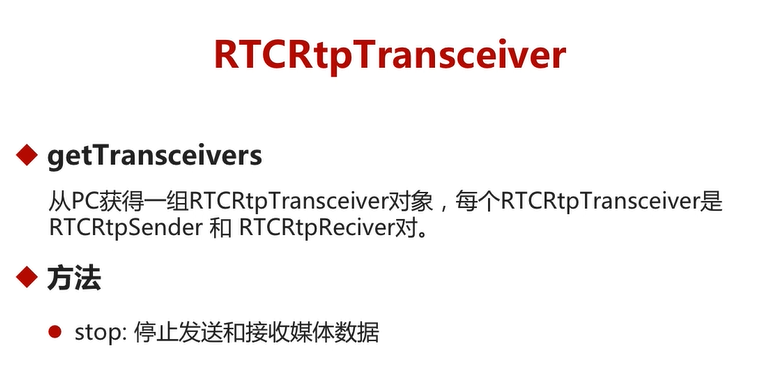 RTCRtpTransceiver
getTransceivers
从PC获得一组RTCRtpTransceiver对象，每个RTCRtpTransceiver是
RTCRtpSender 和 RTCRtpReciver对。
方法
stop: 停止发送和接收媒体数据